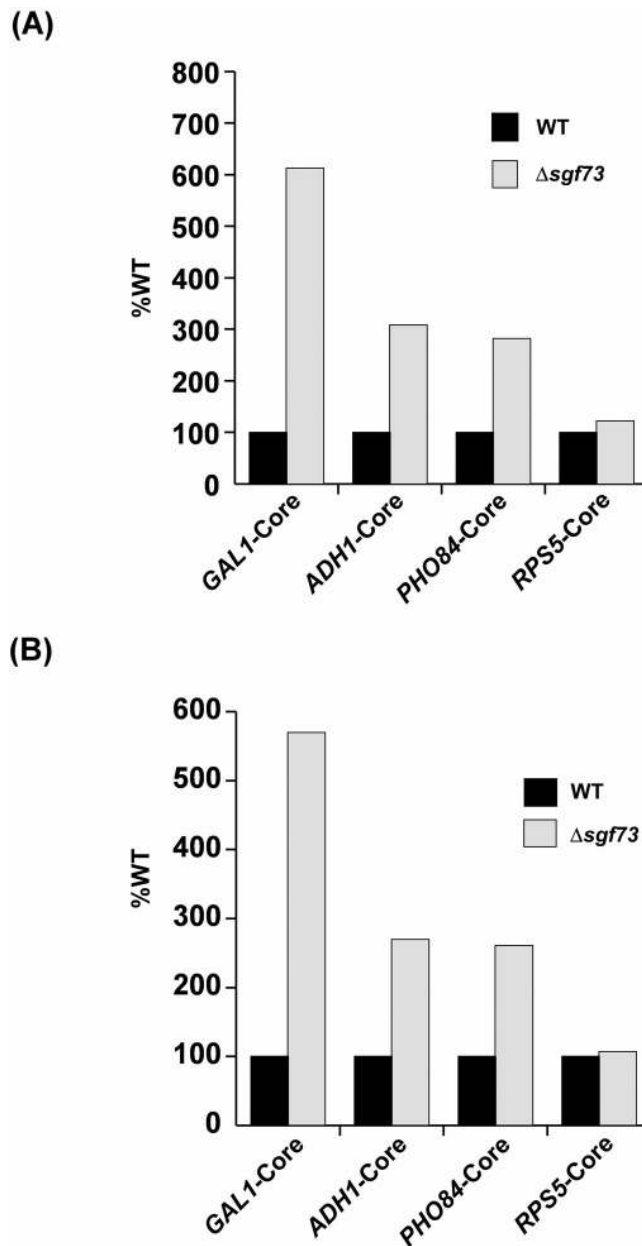 (A)
800
700
600
500
400
300
200
100
0
%WT
WT
Δsgf73
GAL1-Core
ADH1-Core
PHO84-Core
RPS5-Core
(B)
600
500
400
300
200
100
0
%WT
WT
Δsgf73
GAL1-Core
ADH1-Core
PHO84-Core
RPS5-Core